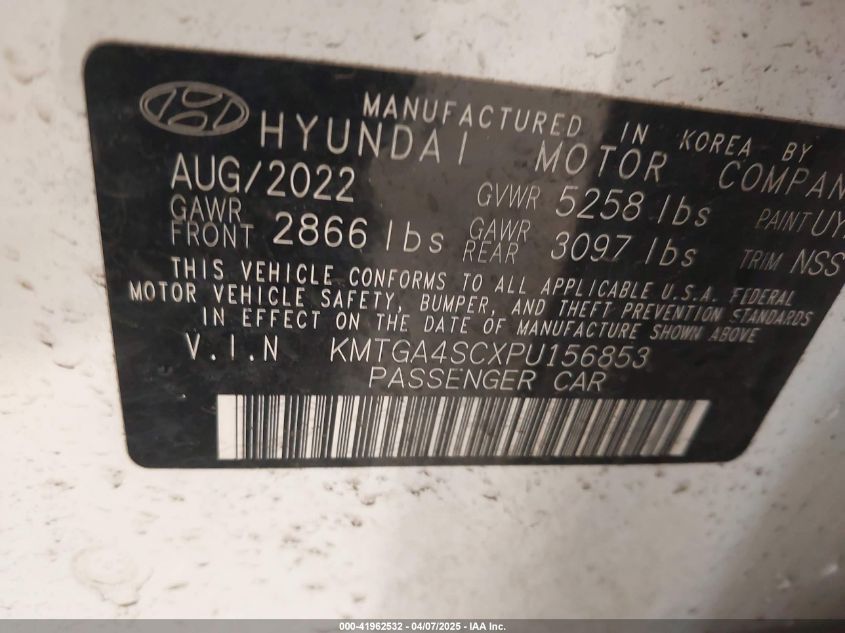 MANUFACTURED IN KOREA BY
HYUNDAI MOTOR COMPAN
AUG/2022 GVWR 5258 lbs PAINT UY
GAWR FRONT 2866 lbs GAWR REAR 3097 lbs TRIM NSS
THIS VEHICLE CONFORMS TO ALL APPLICABLE U.S.A. FEDERAL
MOTOR VEHICLE SAFETY, BUMPER, AND THEFT PREVENTION STANDARDS
IN EFFECT ON THE DATE OF MANUFACTURE SHOWN ABOVE
V.I.N KMTGA4SCXPU156853
PASSENGER CAR
000-41962532 - 04/07/2025 - IAA Inc.